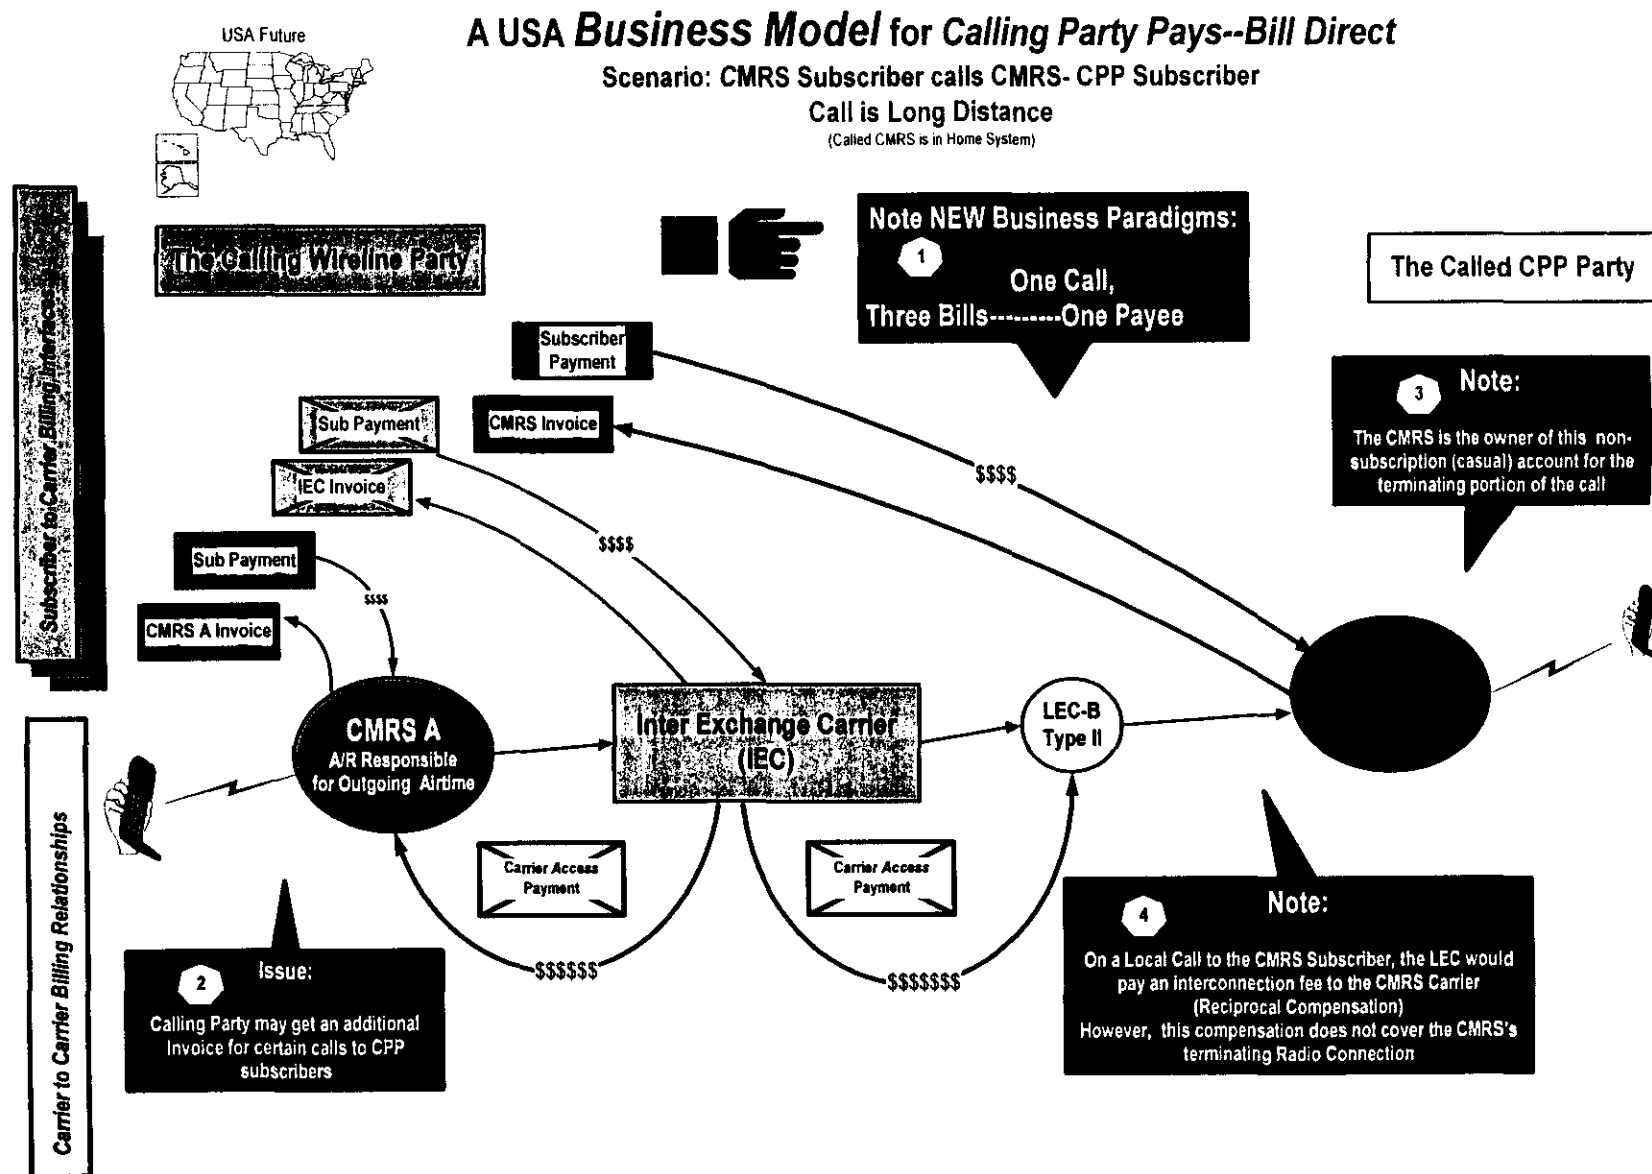 USA Future
A USA Business Model for Calling Party Pays--Bill Direct
Scenario: CMRS Subscriber calls CMRS- CPP Subscriber
Call is Long Distance
(Called CMRS is in Home System)
Subscriber to Carrier Billing Interfaces
The Calling Wireline Party
Note NEW Business Paradigms:
1
One Call,
Three Bills---------One Payee
The Called CPP Party
Subscriber
Payment
3
Note:
The CMRS is the owner of this non-
subscription (casual) account for the
terminating portion of the call
Sub Payment
CMRS Invoice
$$$$
IEC Invoice
$$$$
Sub Payment
$$$$
CMRS A Invoice
CMRS A
A/R Responsible
for Outgoing Airtime
Inter Exchange Carrier
(IEC)
LEC-B
Type II
Carrier to Carrier Billing Relationships
Carrier Access
Payment
Carrier Access
Payment
$$$$$$
$$$$$$$
2
Issue:
Calling Party may get an additional
Invoice for certain calls to CPP
subscribers
4
Note:
On a Local Call to the CMRS Subscriber, the LEC would
pay an interconnection fee to the CMRS Carrier
(Reciprocal Compensation)
However, this compensation does not cover the CMRS's
terminating Radio Connection